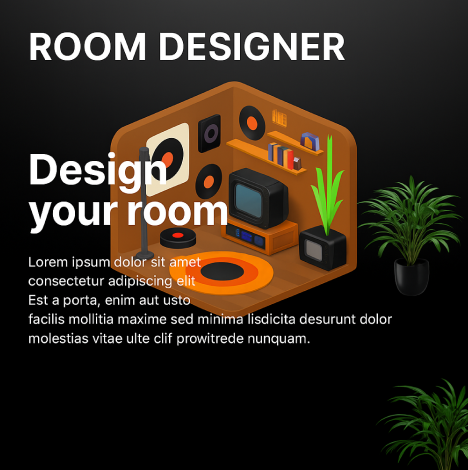 ROOM DESIGNER
Design
your room
Lorem ipsum dolor sit amet
consectetur adipiscing elit
Est a porta, enim aut usto
facilis mollitia maxime sed minima lisdicita desurunt dolor
molestias vitae ulte clif prowitrede nunquam.